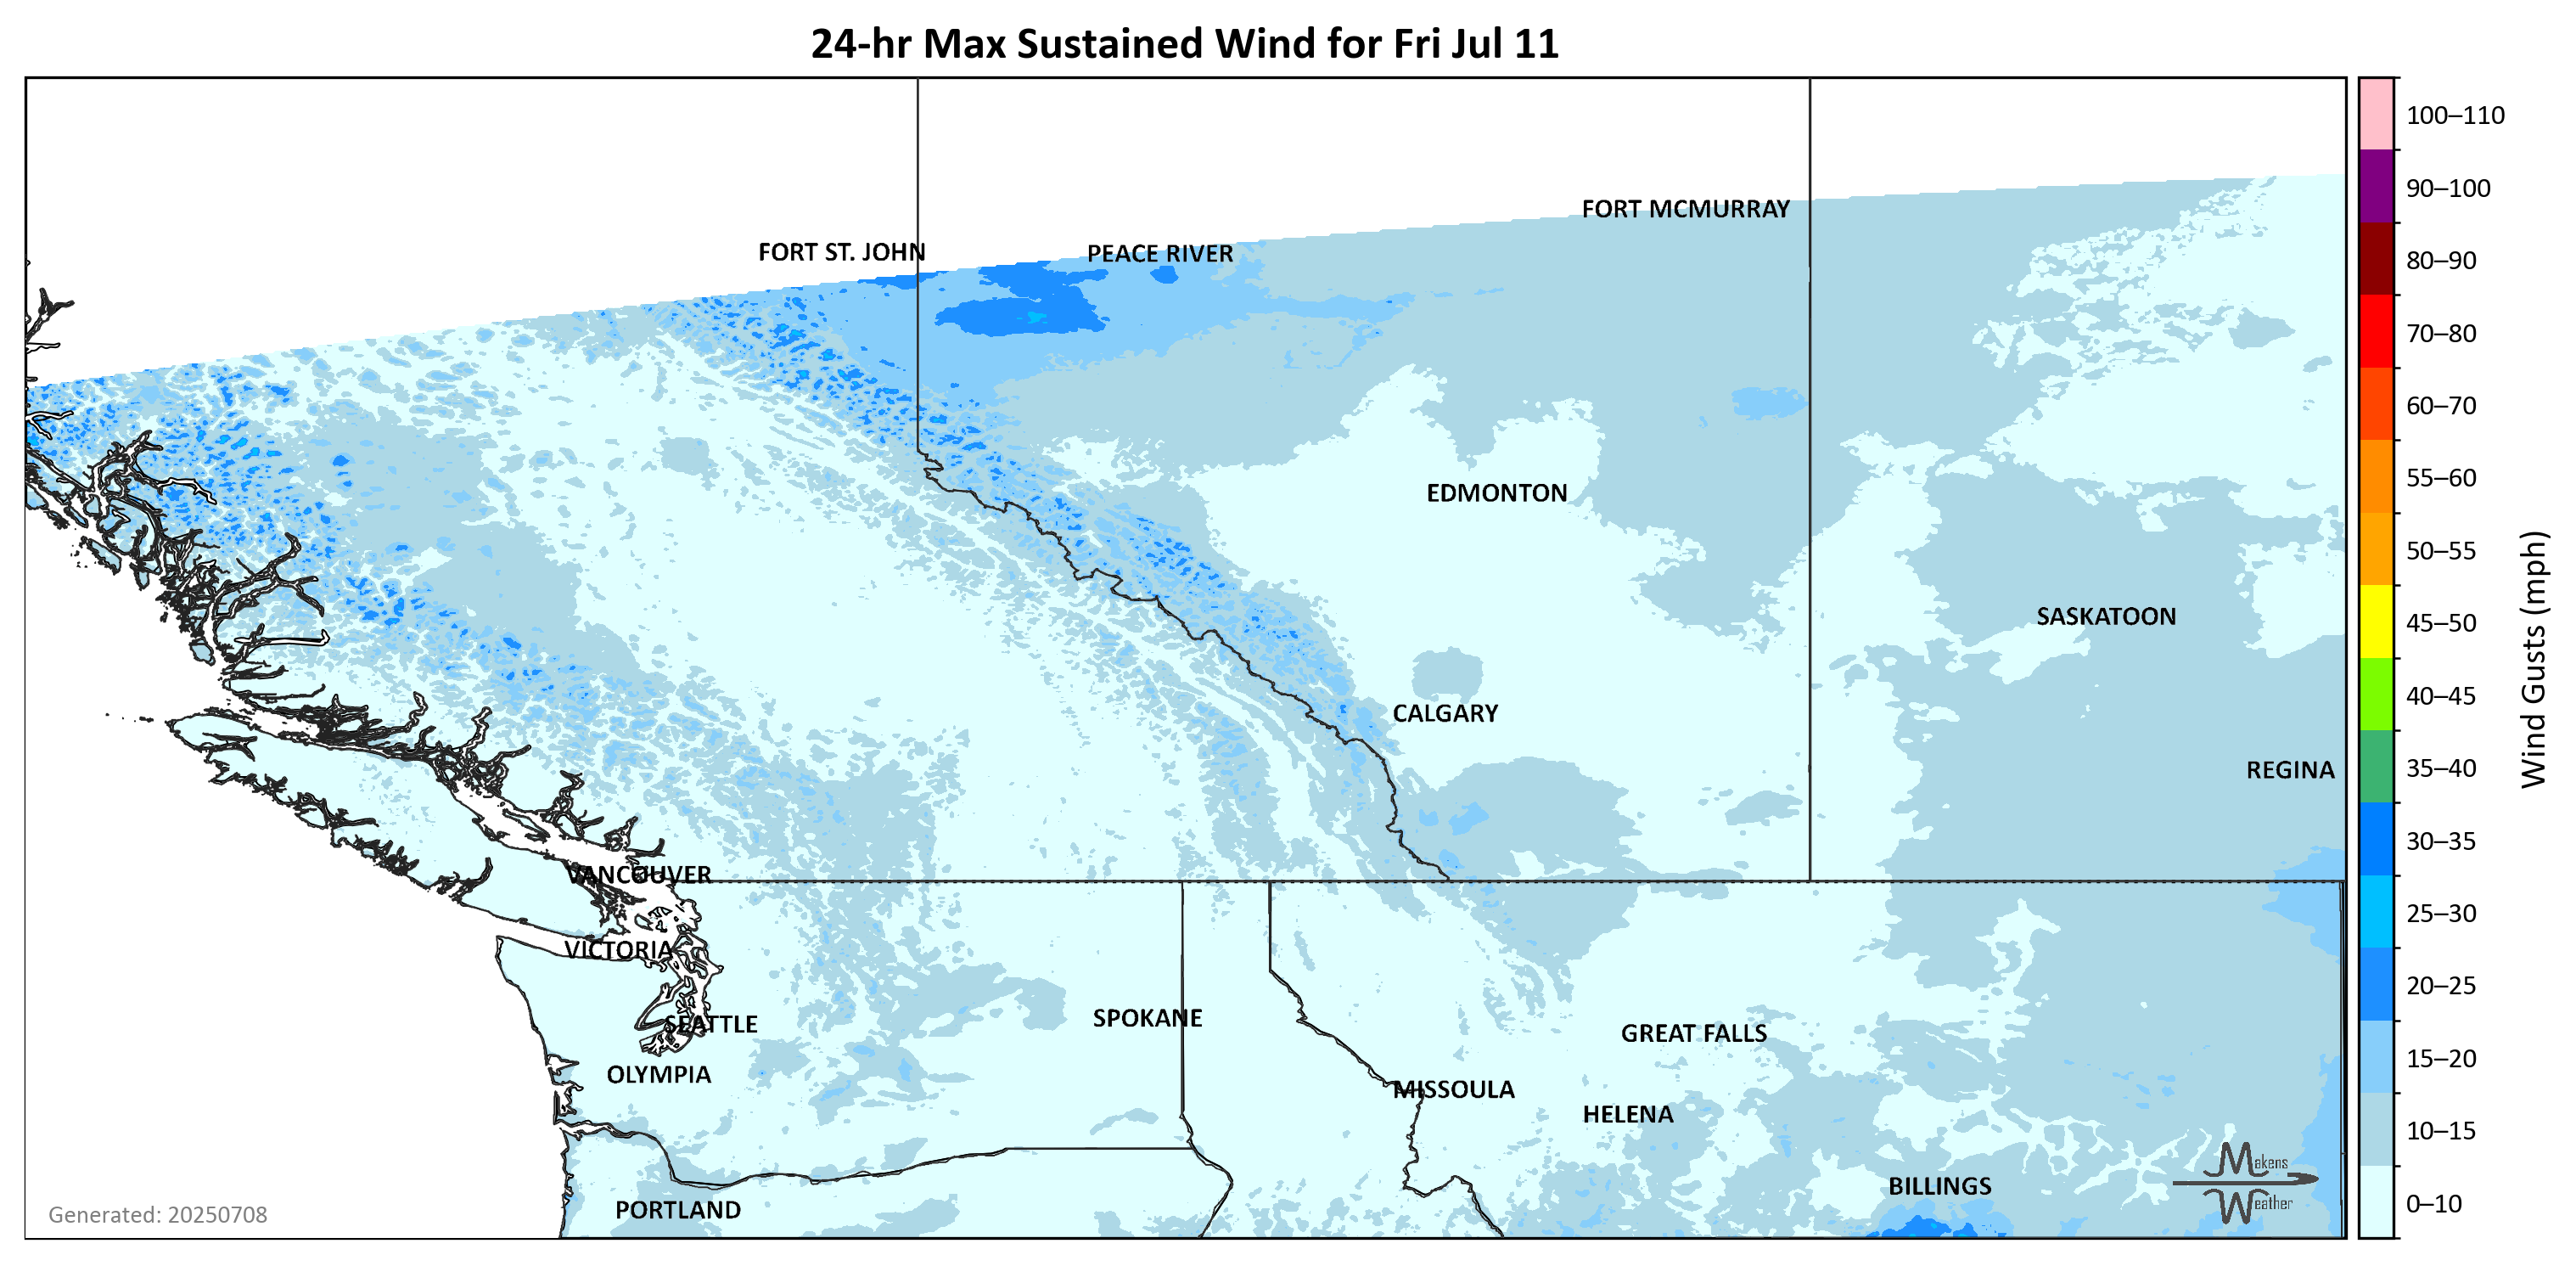 24-hr Max Sustained Wind for Fri Jul 11
100–110
90–100
80–90
70–80
60–70
55–60
50–55
45–50
40–45
35–40
30–35
25–30
20–25
15–20
10–15
0–10
Wind Gusts (mph)
FORT MCMURRAY
FORT ST. JOHN
PEACE RIVER
EDMONTON
SASKATOON
CALGARY
REGINA
VANCOUVER
VICTORIA
SPOKANE
SEATTLE
GREAT FALLS
OLYMPIA
MISSOULA
HELENA
BILLINGS
PORTLAND
Makens
Weather
Generated: 20250708